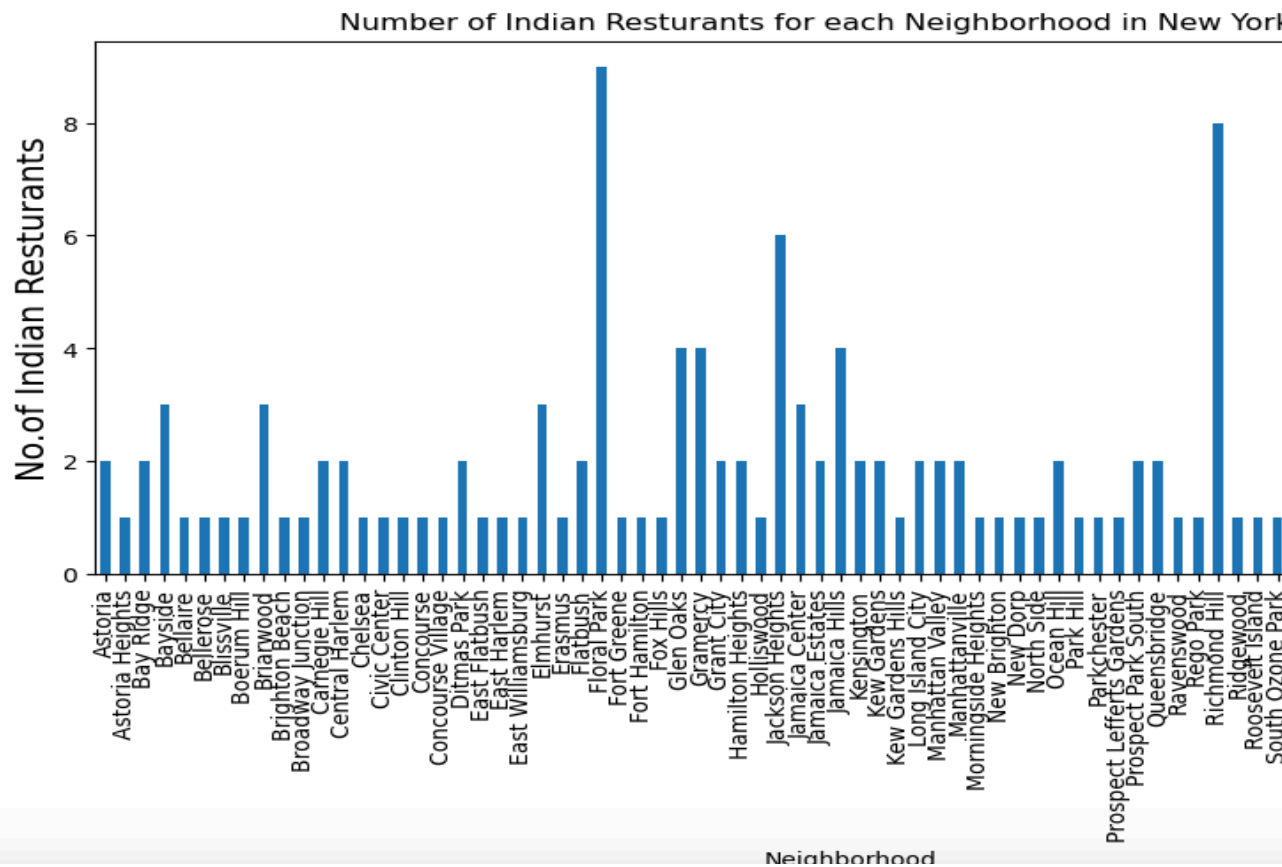 Number of Indian Resturants for each Neighborhood in New York
No.of Indian Resturants
8
6
4
2
0
Astoria
Astoria Heights
Bay Ridge
Bayside
Bellaire
Bellerose
Blissville
Boerum Hill
Briarwood
Brighton Beach
Broadway Junction
Carnegie Hill
Central Harlem
Chelsea
Civic Center
Clinton Hill
Concourse
Concourse Village
Ditmas Park
East Flatbush
East Harlem
East Williamsburg
Elmhurst
Erasmus
Flatbush
Floral Park
Fort Greene
Fort Hamilton
Fox Hills
Glen Oaks
Gramercy
Grant City
Hamilton Heights
Holliswood
Jackson Heights
Jamaica Center
Jamaica Estates
Jamaica Hills
Kensington
Kew Gardens
Kew Gardens Hills
Long Island City
Manhattan Valley
Manhattanville
Morningside Heights
New Brighton
New Dorp
North Side
Ocean Hill
Park Hill
Parkchester
Prospect Lefferts Gardens
Prospect Park South
Queensbridge
Ravenswood
Rego Park
Richmond Hill
Ridgewood
Roosevelt Island
South Ozone Park
Neighborhood